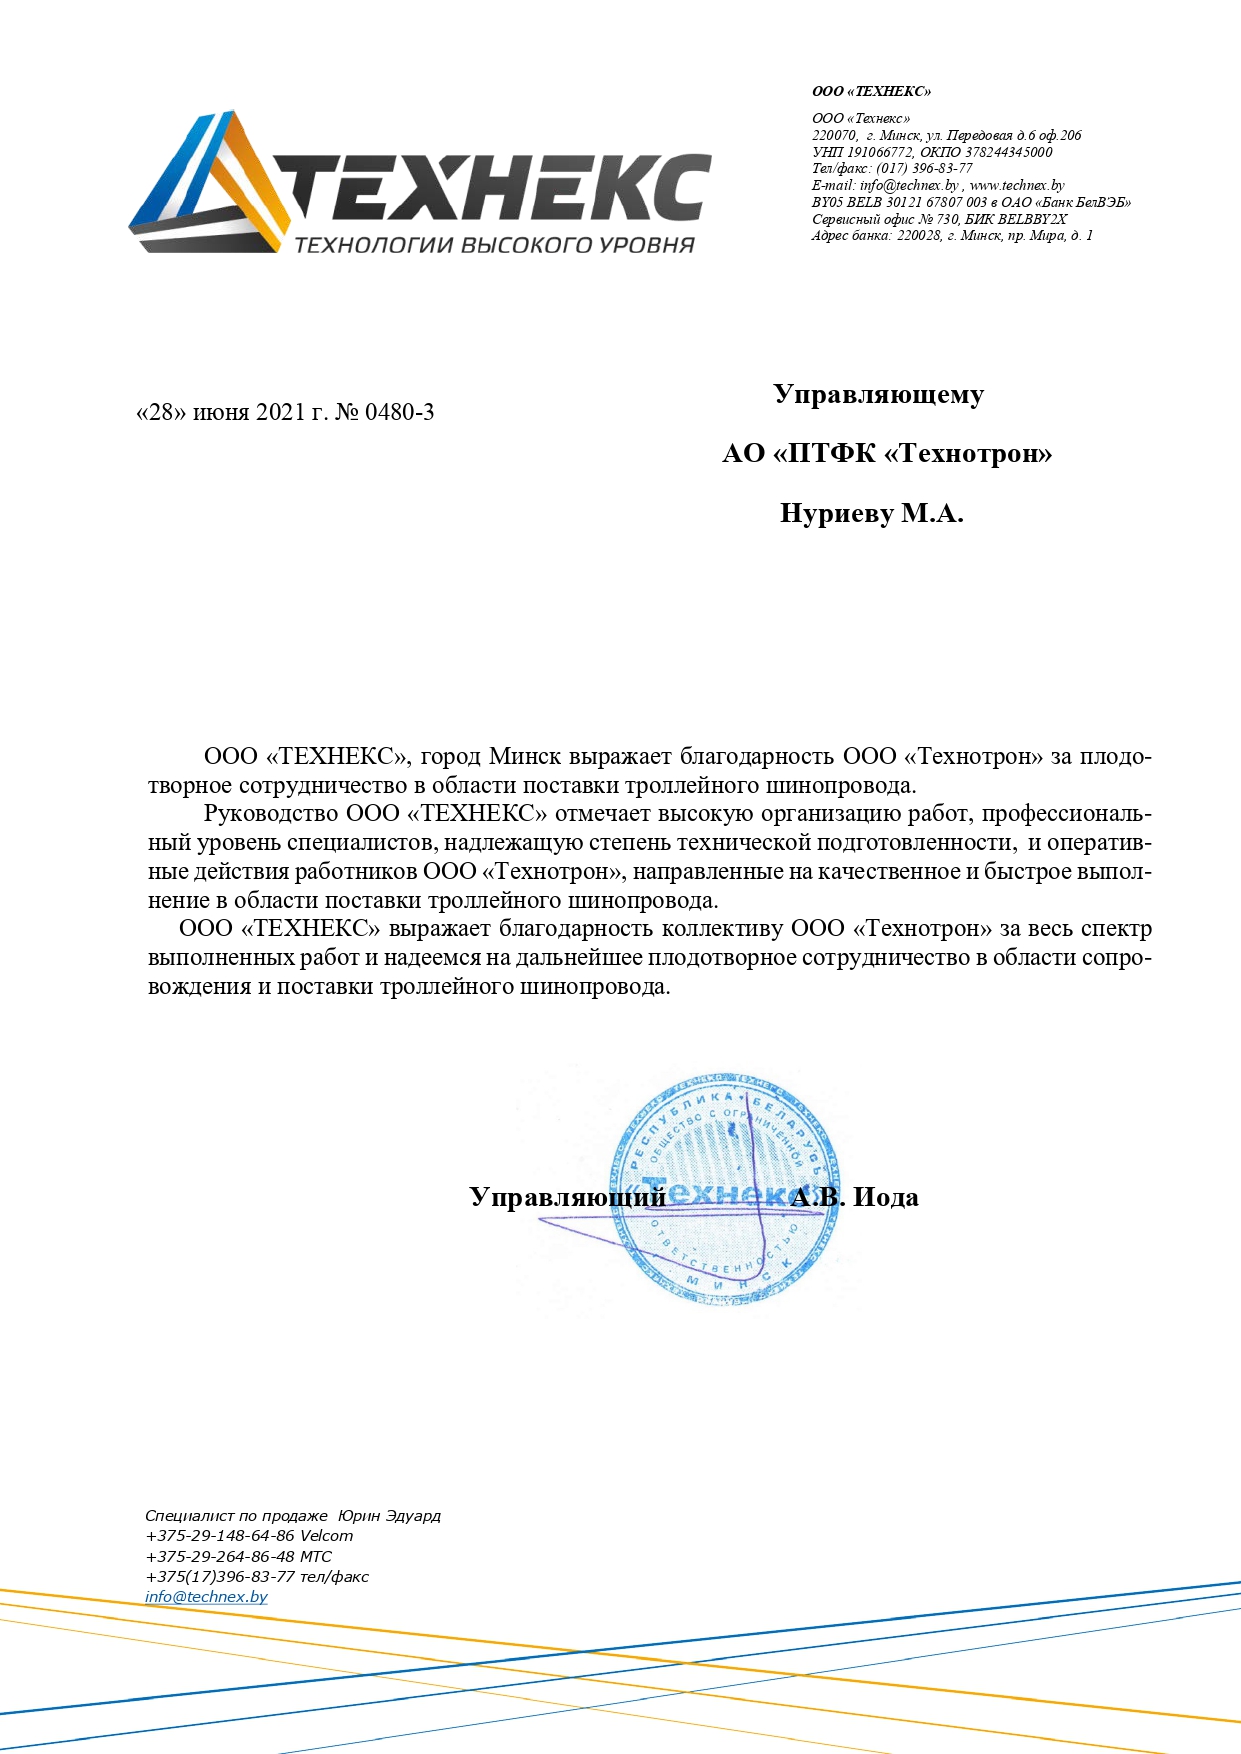 ТЕХНЕКС
ТЕХНОЛОГИИ ВЫСОКОГО УРОВНЯ
ООО «ТЕХНЕКС»
ООО «Технекс»
220070, г. Минск, ул. Передовая д.6 оф.206
УНП 191066772, ОКПО 378244345000
Тел/факс: (017) 396-83-77
E-mail: info@technex.by , www.technex.by
BY05 BELB 30121 67807 003 в ОАО «Банк БелВЭБ»
Сервисный офис № 730, БИК BELBBY2X
Адрес банка: 220028, г. Минск, пр. Мира, д. 1
«28» июня 2021 г. № 0480-3
Управляющему
АО «ПТФК «Технотрон»
Нуриеву М.А.
ООО «ТЕХНЕКС», город Минск выражает благодарность ООО «Технотрон» за плодо-
творное сотрудничество в области поставки троллейного шинопровода.
Руководство ООО «ТЕХНЕКС» отмечает высокую организацию работ, профессиональ-
ный уровень специалистов, надлежащую степень технической подготовленности, и оператив-
ные действия работников ООО «Технотрон», направленные на качественное и быстрое выпол-
нение в области поставки троллейного шинопровода.
ООО «ТЕХНЕКС» выражает благодарность коллективу ООО «Технотрон» за весь спектр
выполненных работ и надеемся на дальнейшее плодотворное сотрудничество в области сопро-
вождения и поставки троллейного шинопровода.
РЕСПУБЛИКА БЕЛАРУСЬ
ОБЩЕСТВО С ОГРАНИЧЕННОЙ
«Технекс»
ОТВЕТСТВЕННОСТЬЮ
МИНСК
Управляющий А.В. Иода
Специалист по продаже Юрин Эдуард
+375-29-148-64-86 Velcom
+375-29-264-86-48 МТС
+375(17)396-83-77 тел/факс
info@technex.by